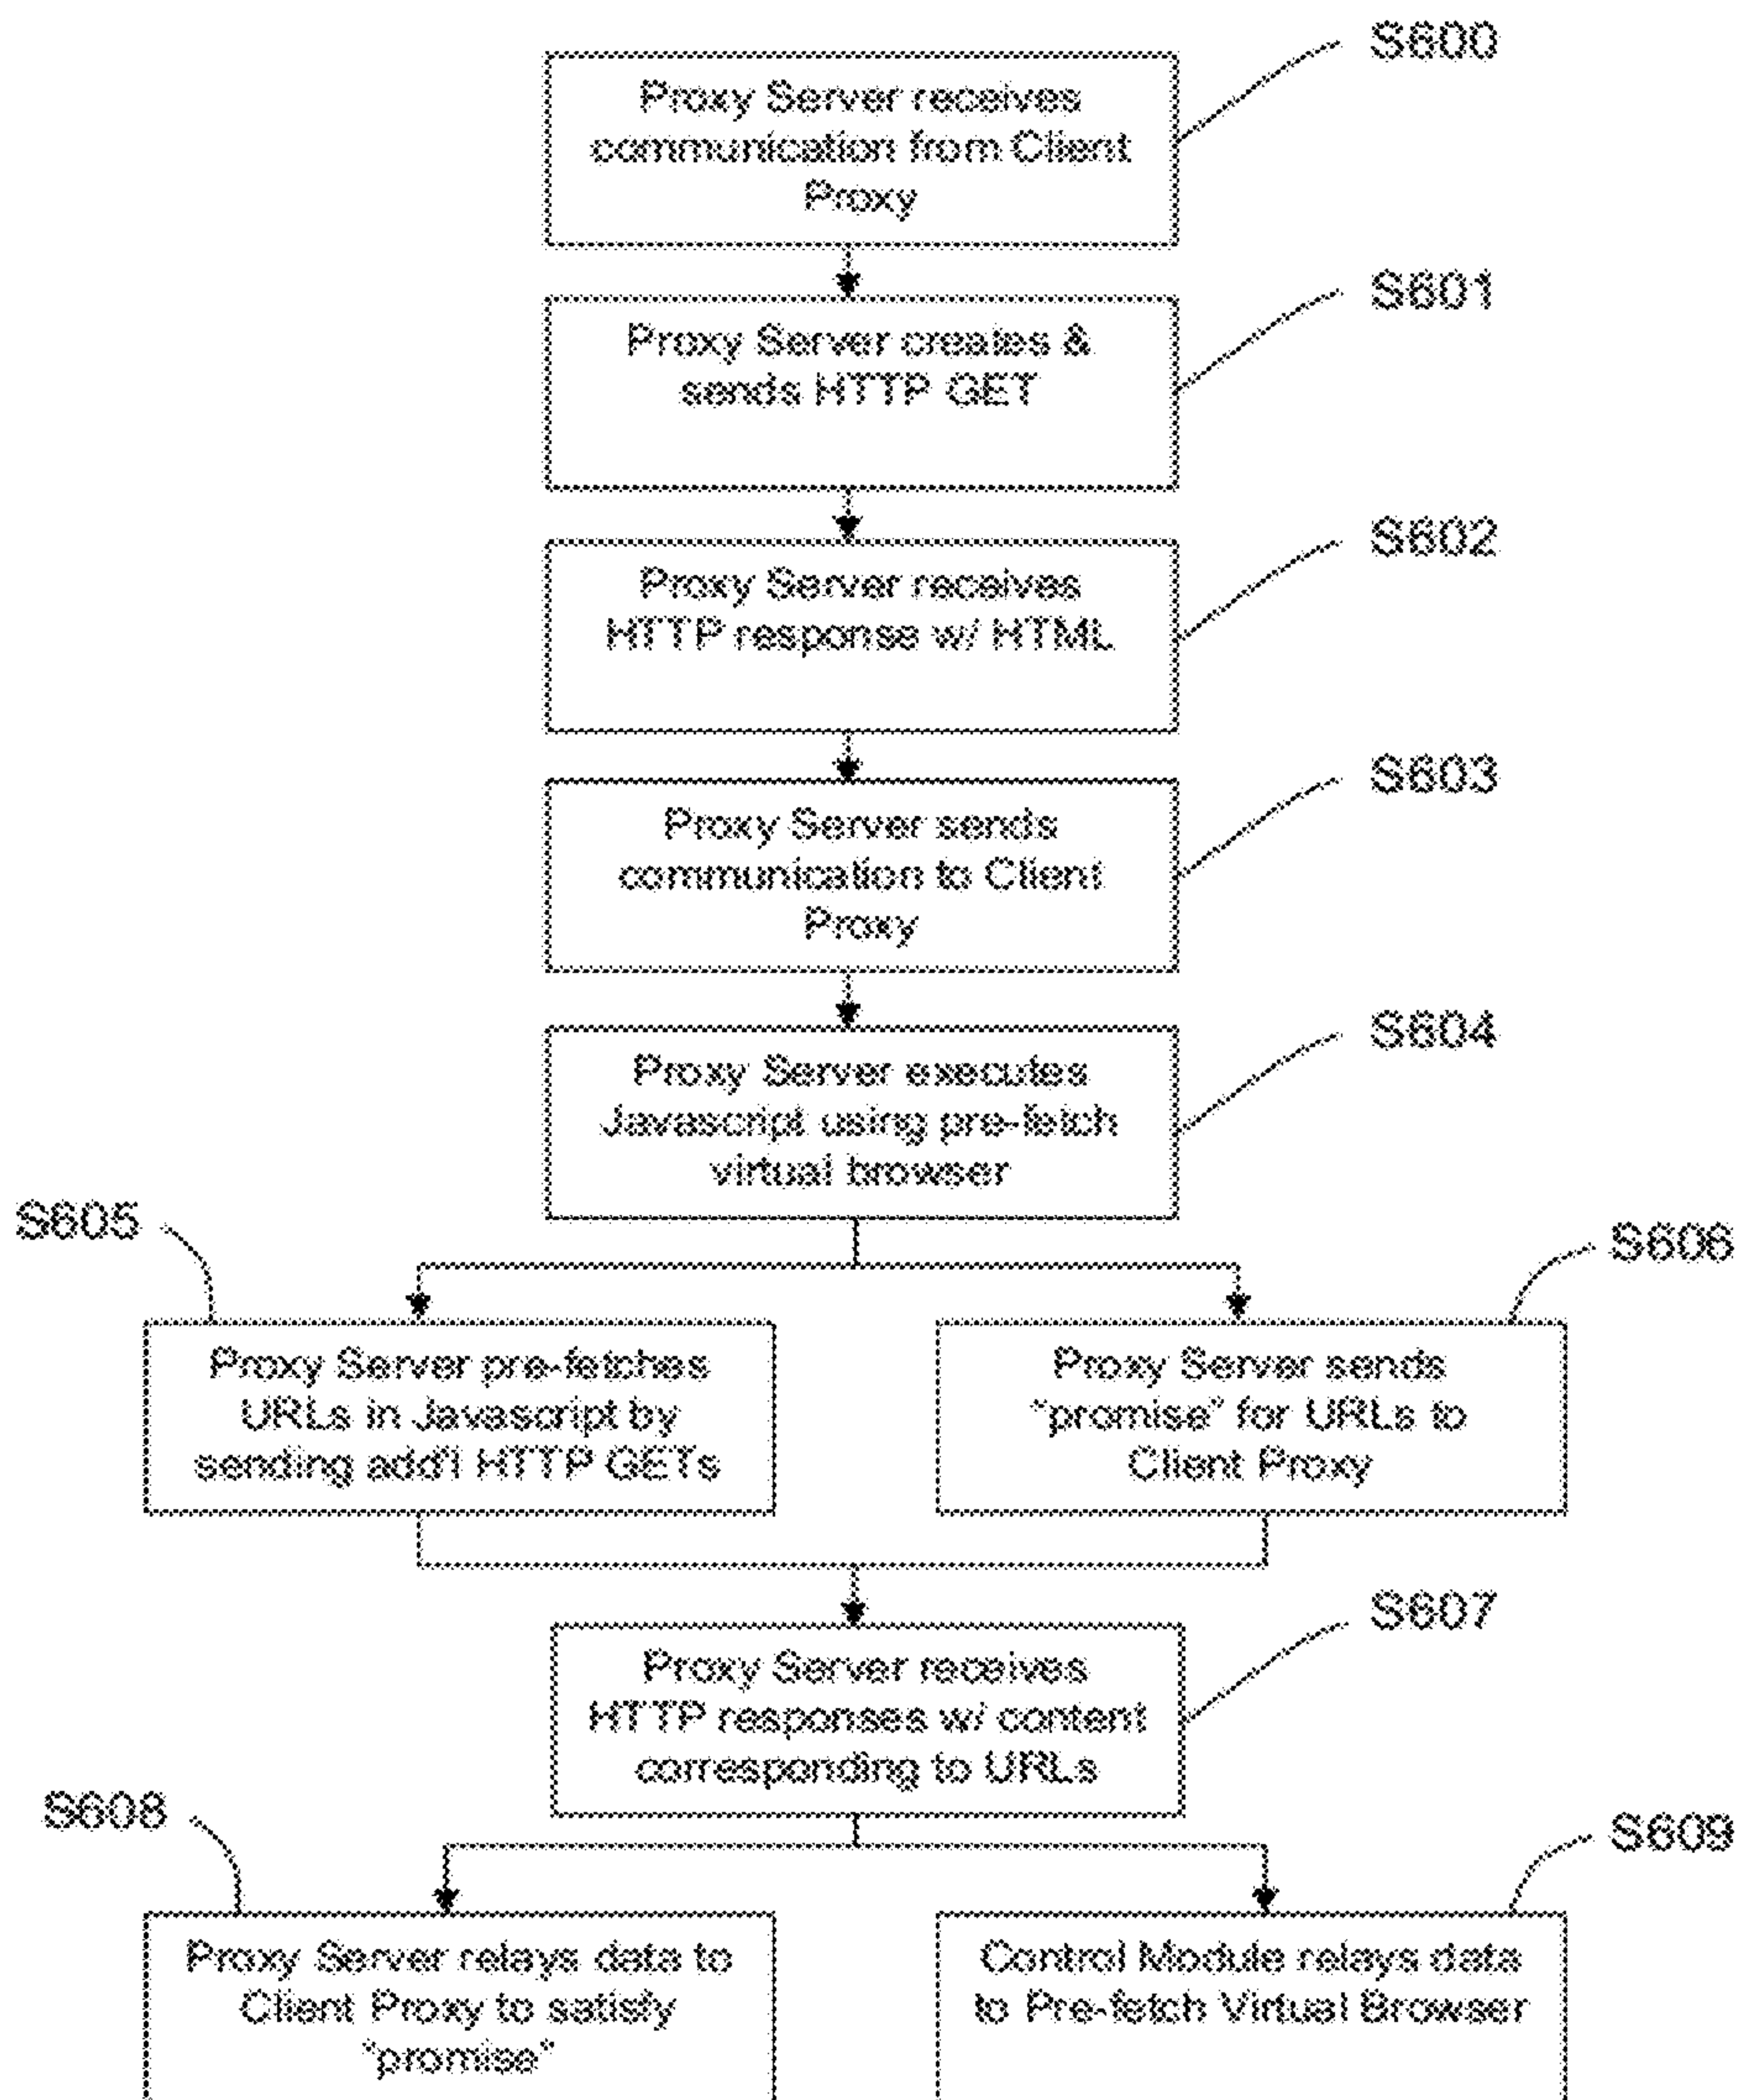 S600
Proxy Server receives
communication from Client
Proxy
S601
Proxy Server creates &
sends HTTP GET
S602
Proxy Server receives
HTTP response w/ HTML
S603
Proxy Server sends
communication to Client
Proxy
S604
Proxy Server executes
Javascript using pre-fetch
virtual browser
S605
S606
Proxy Server pre-fetches
URLs in Javascript by
sending add'l HTTP GETs
Proxy Server sends
"promise" for URLs to
Client Proxy
S607
Proxy Server receives
HTTP responses w/ content
corresponding to URLs
S608
S609
Proxy Server relays data to
Client Proxy to satisfy
"promise"
Control Module relays data
to Pre-fetch Virtual Browser